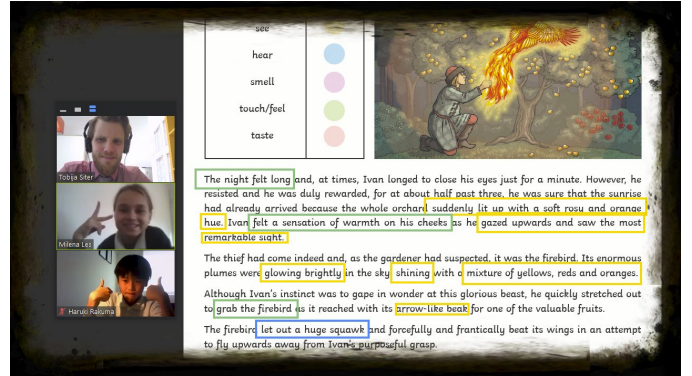 see
hear
smell
touch/feel
taste
Tobija Siter
Milena Les
Haruki Rakuma
The night felt long and, at times, Ivan longed to close his eyes just for a minute. However, he
resisted and he was duly rewarded, for at about half past three, he was sure that the sunrise
had already arrived because the whole orchard suddenly lit up with a soft rosy and orange
hue. Ivan felt a sensation of warmth on his cheeks as he gazed upwards and saw the most
remarkable sight.
The thief had come indeed and, as the gardener had suspected, it was the firebird. Its enormous
plumes were glowing brightly in the sky, shining with a mixture of yellows, reds and oranges.
Although Ivan's instinct was to gape in wonder at this glorious beast, he quickly stretched out
to grab the firebird as it reached with its arrow-like beak for one of the valuable fruits.
The firebird let out a huge squawk and forcefully and frantically beat its wings in an attempt
to fly upwards away from Ivan's purposeful grasp.